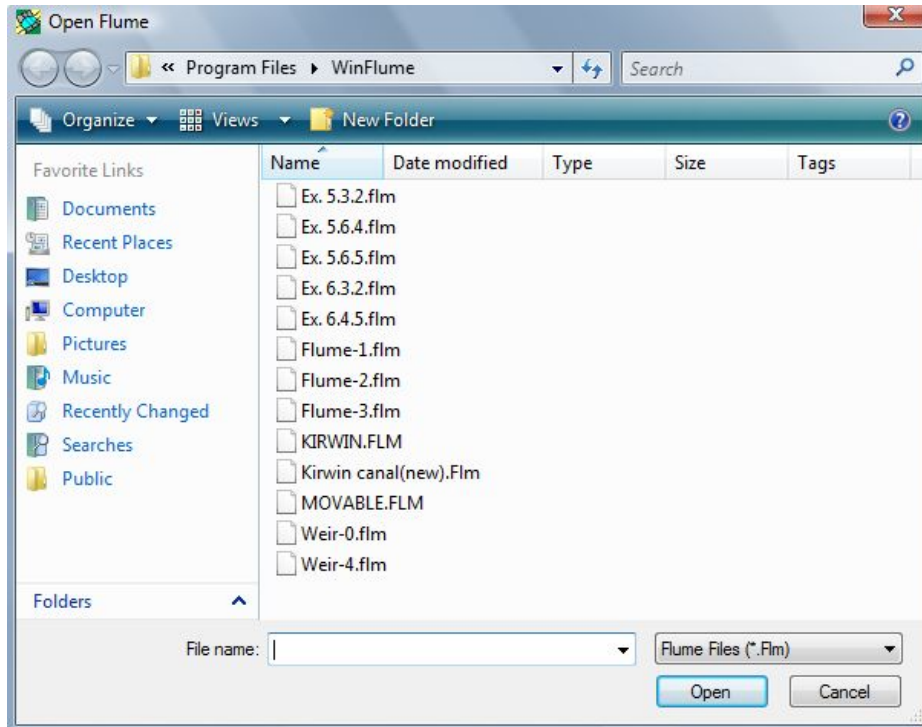 Open Flume
« Program Files WinFlume Search
Organize Views New Folder
Favorite Links
Documents
Recent Places
Desktop
Computer
Pictures
Music
Recently Changed
Searches
Public
Folders
Name Date modified Type Size Tags
Ex. 5.3.2.flm
Ex. 5.6.4.flm
Ex. 5.6.5.flm
Ex. 6.3.2.flm
Ex. 6.4.5.flm
Flume-1.flm
Flume-2.flm
Flume-3.flm
KIRWIN.FLM
Kirwin canal(new).Flm
MOVABLE.FLM
Weir-0.flm
Weir-4.flm
File name: Flume Files (*.Flm)
Open Cancel